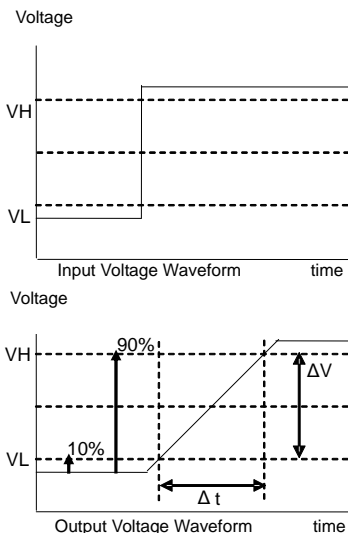 Voltage
VH
VL
Input Voltage Waveform time
Voltage
90%
VH
ΔV
10%
VL
Δ t
Output Voltage Waveform time